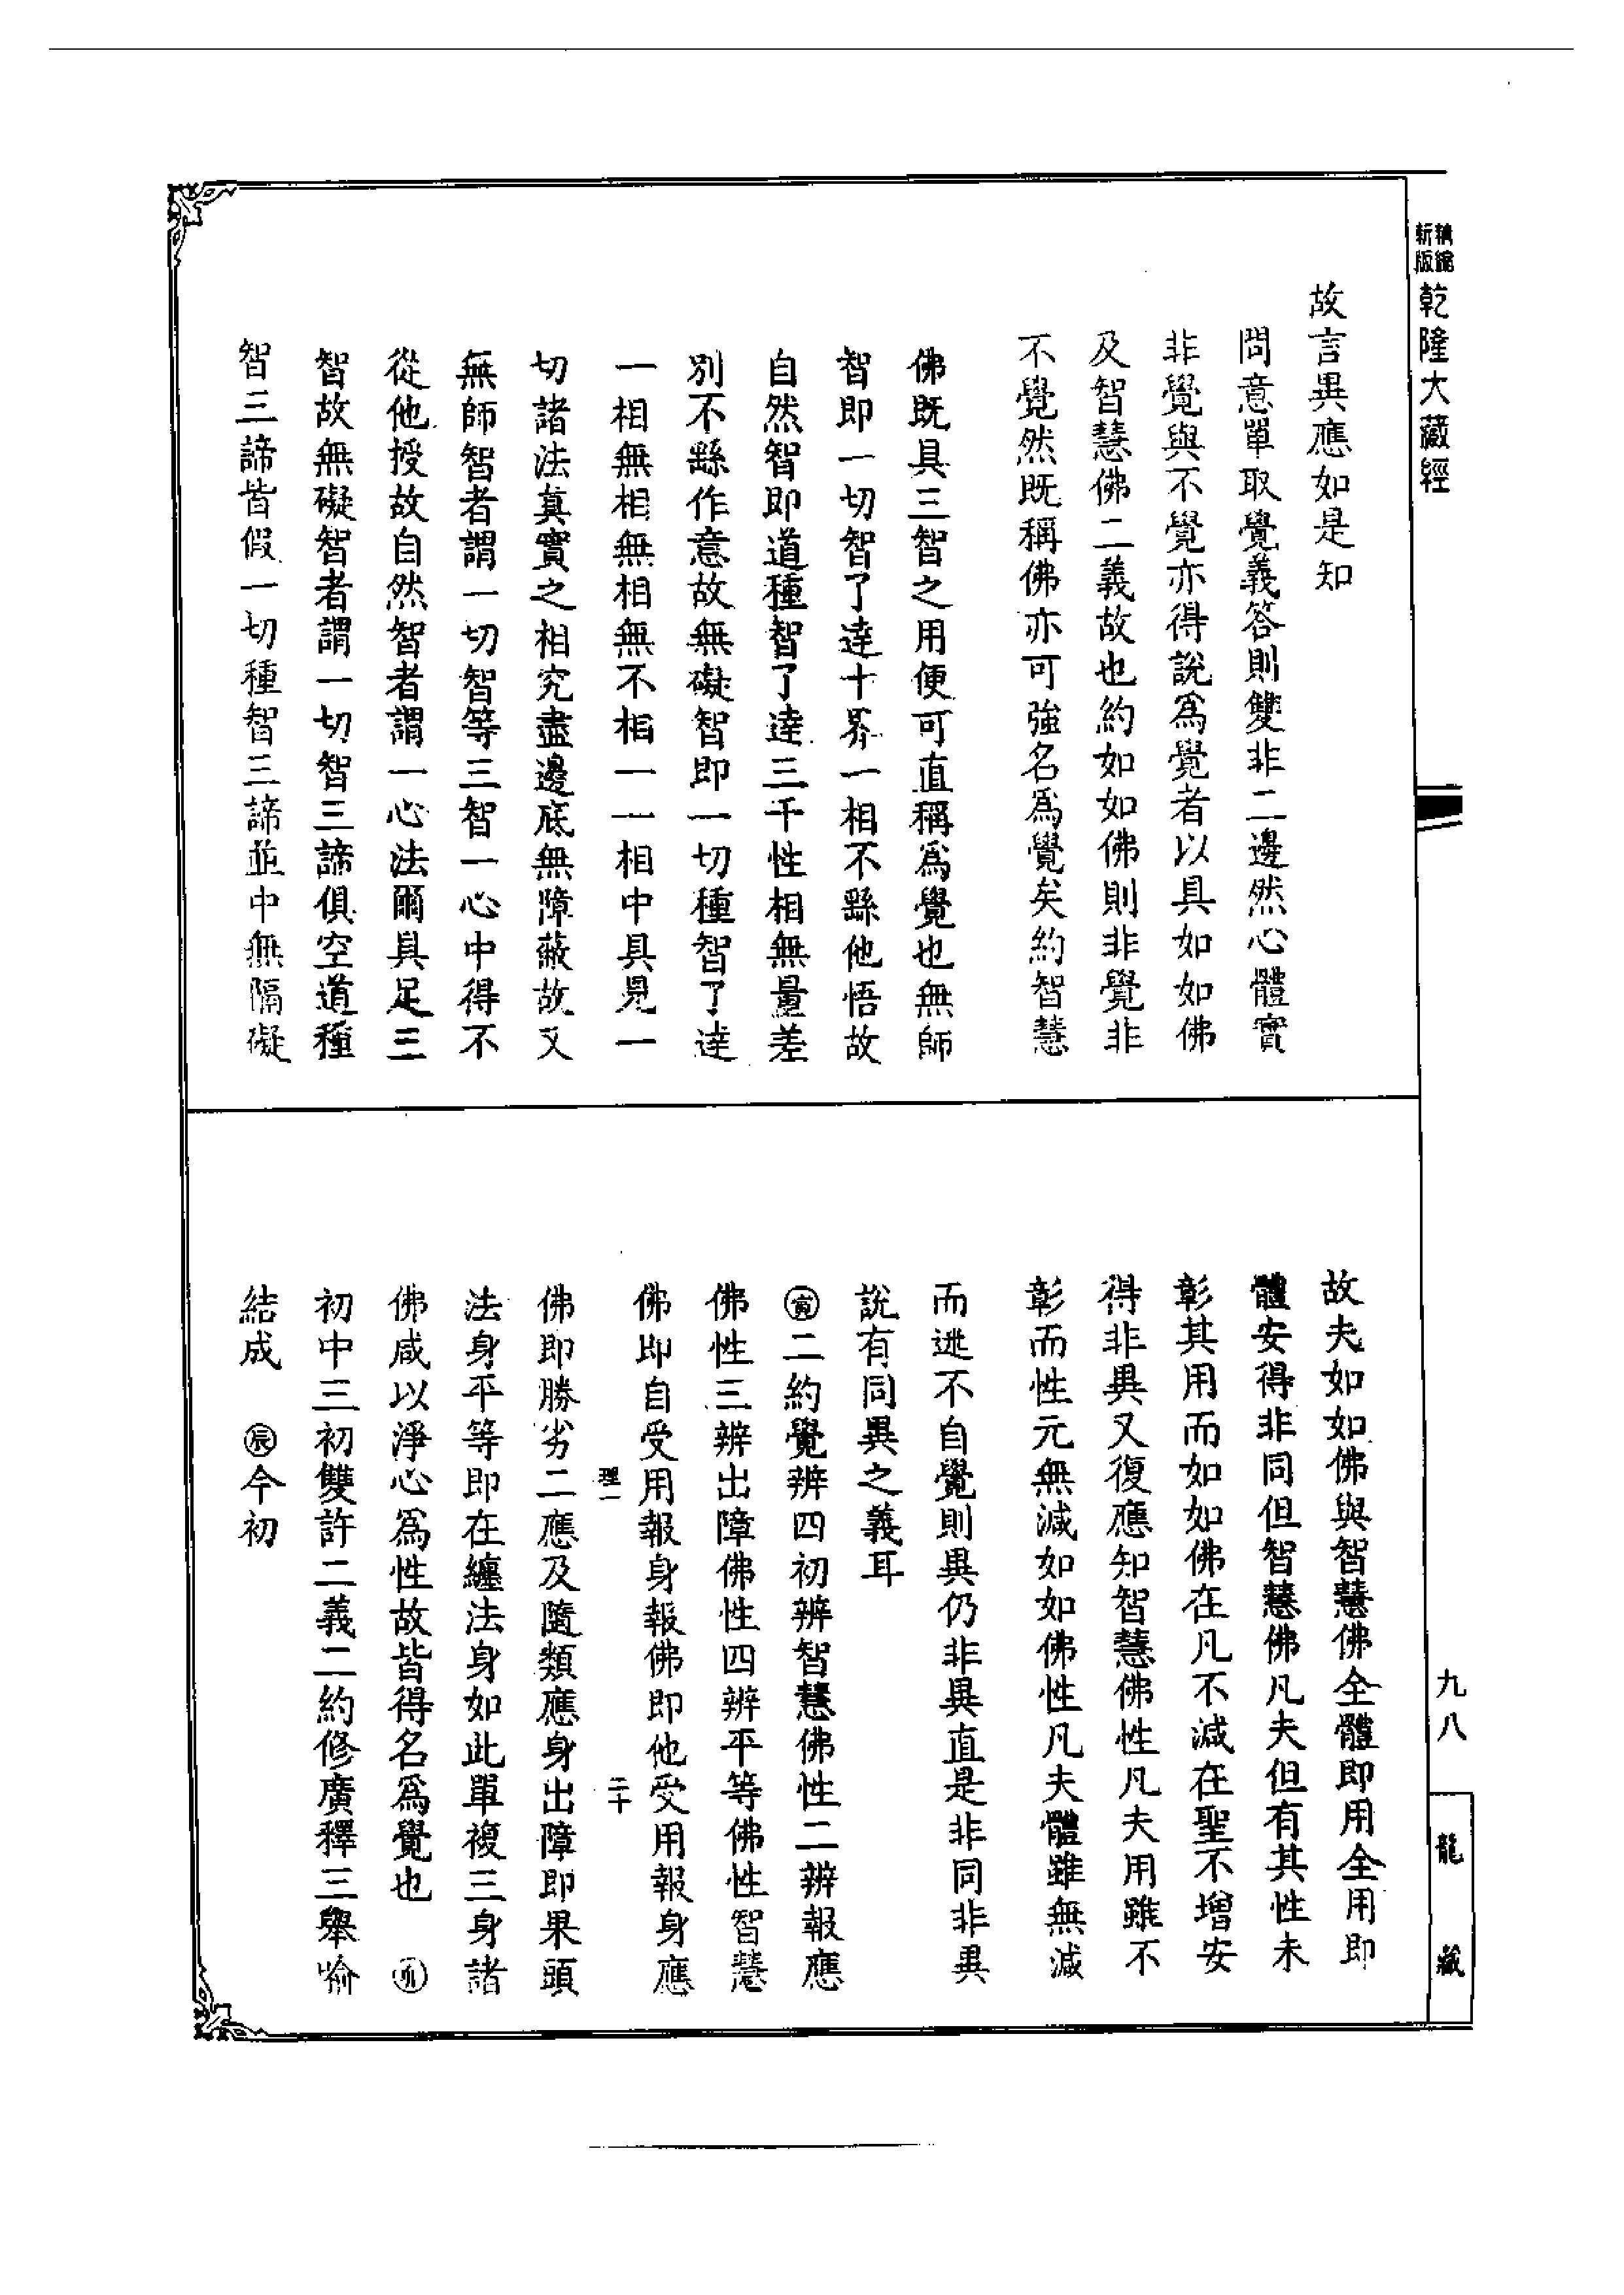 新版
精縮
乾隆大藏經
故言異應如是知
問意單取覺義答則雙非二邊然心體實
非覺與不覺亦得說爲覺者以具如如佛
及智慧佛二義故也約如如佛則非覺非
不覺然既稱佛亦可強名爲覺矣約智慧
佛既具三智之用便可直稱爲覺也無師
智即一切智了達十界一相不繇他悟故
自然智即道種智了達三千性相無量差
別不繇作意故無礙智即一切種智了達
一相無相無相無不相一一相中具見一
切諸法真實之相究盡邊底無障蔽故又
無師智者謂一切智等三智一心中得不
從他授故自然智者謂一心法爾具足三
智故無礙智者謂一切智三諦俱空道種
智三諦皆假一切種智三諦並中無隔礙
故夫如如佛與智慧佛全體即用全用即
體安得非同但智慧佛凡夫但有其性未
彰其用而如如佛在凡不減在聖不增安
得非異又復應知智慧佛性凡夫用雖不
彰而性元無減如如佛性凡夫體雖無減
而迷不自覺則異仍非異直是非同非異
說有同異之義耳
㊞二約覺辨四初辨智慧佛性二辨報應
佛性三辨出障佛性四辨平等佛性智慧
佛即自受用報身報佛即他受用報身應
理一
二十
佛即勝劣二應及隨類應身出障即果頭
法身平等即在纏法身如此單複三身諸
佛咸以淨心爲性故皆得名爲覺也 卯
初中三初雙許二義二約修廣釋三舉喻
結成 辰今初
九八
龍藏